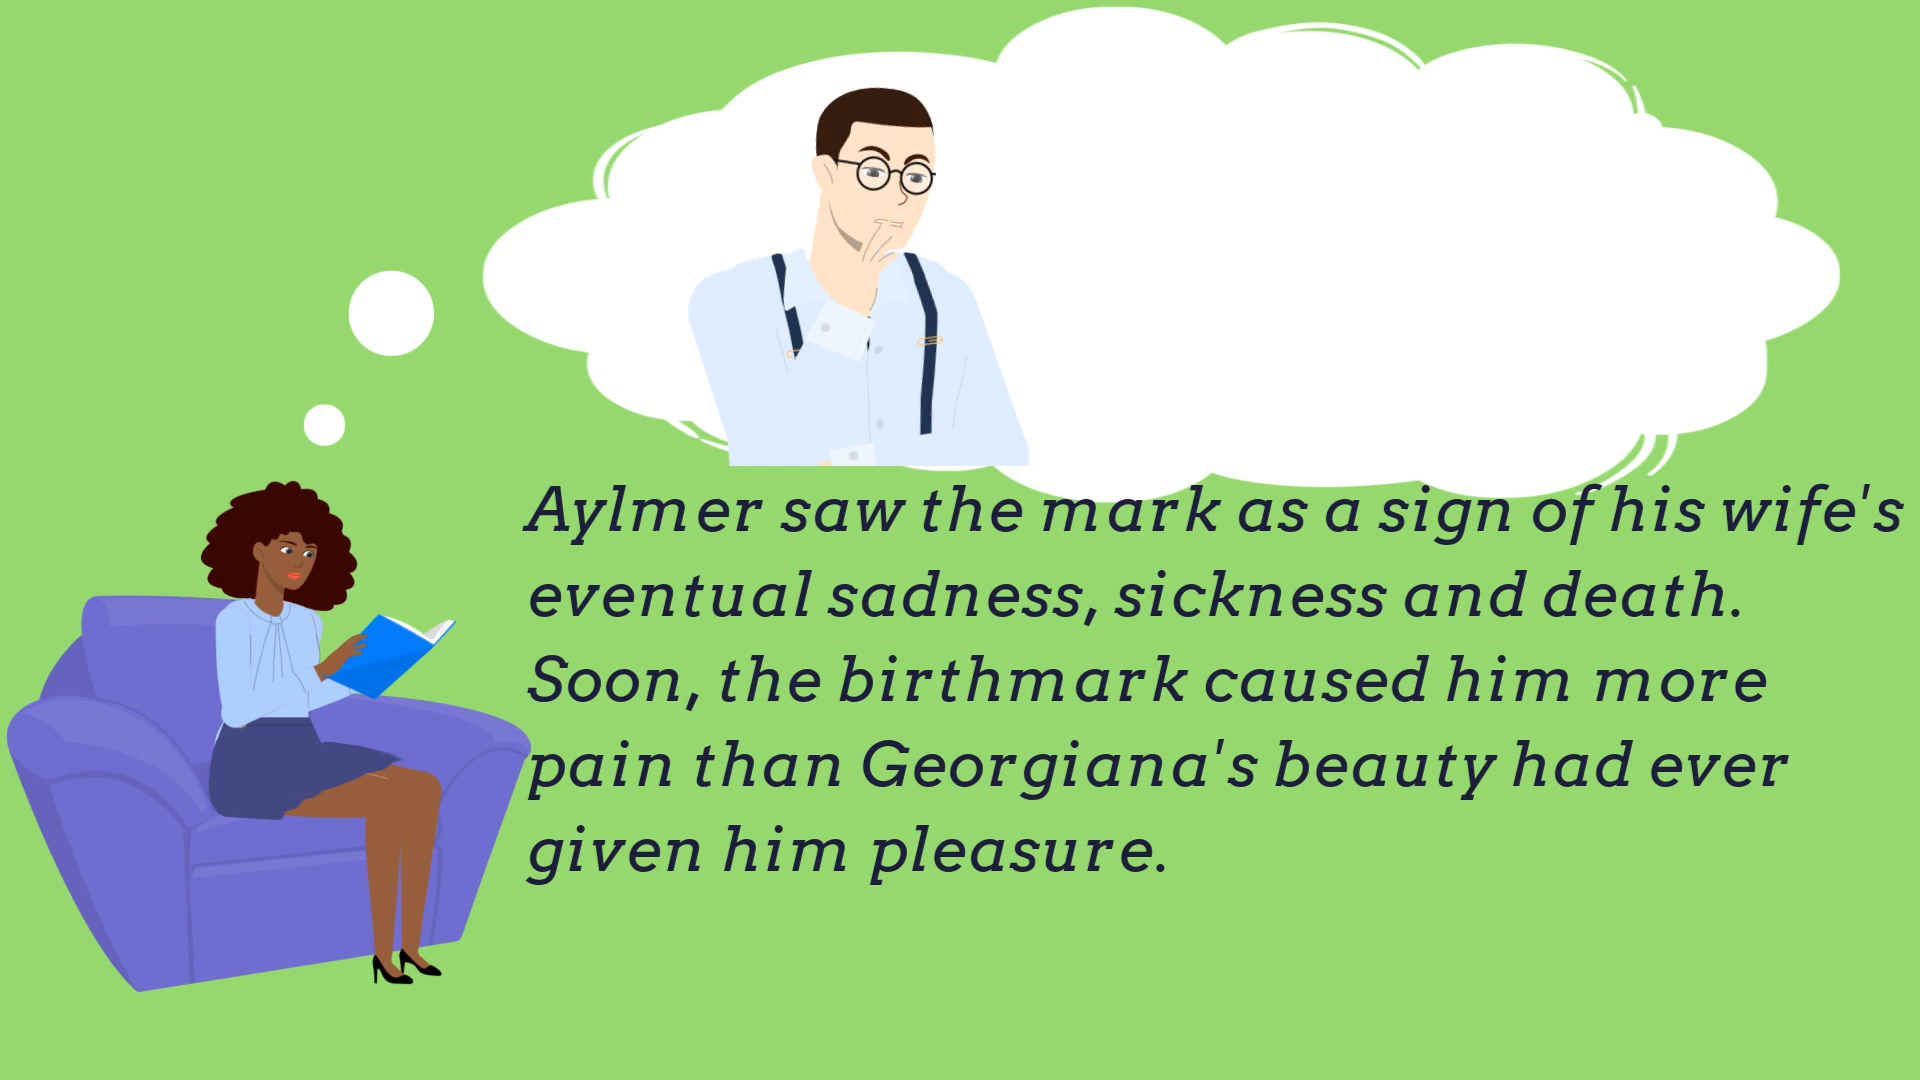 Aylmer saw the mark as a sign of his wife's
eventual sadness, sickness and death.
Soon, the birthmark caused him more
pain than Georgiana's beauty had ever
given him pleasure.